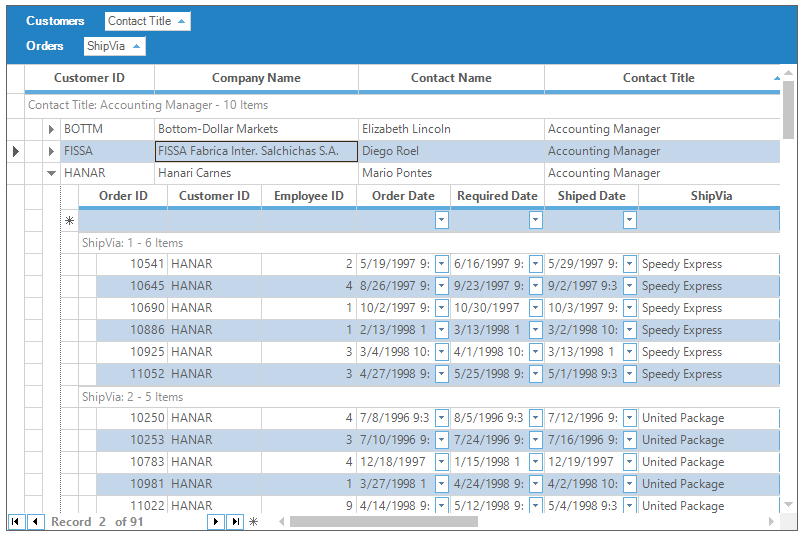 Customers Contact Title
Orders ShipVia
Customer ID Company Name Contact Name Contact Title
Contact Title: Accounting Manager - 10 Items
BOTTM Bottom-Dollar Markets Elizabeth Lincoln Accounting Manager
FISSA FISSA Fabrica Inter. Salchichas S.A. Diego Roel Accounting Manager
HANAR Hanari Carnes Mario Pontes Accounting Manager
Order ID Customer ID Employee ID Order Date Required Date Shiped Date ShipVia
ShipVia: 1 - 6 Items
10541 HANAR 2 5/19/1997 9: 6/16/1997 9: 5/29/1997 9: Speedy Express
10645 HANAR 4 8/26/1997 9: 9/23/1997 9: 9/2/1997 9:3 Speedy Express
10690 HANAR 1 10/2/1997 9: 10/30/1997 10/3/1997 9: Speedy Express
10886 HANAR 1 2/13/1998 1 3/13/1998 1 3/2/1998 10: Speedy Express
10925 HANAR 3 3/4/1998 10: 4/1/1998 10: 3/13/1998 1 Speedy Express
11052 HANAR 3 4/27/1998 9: 5/25/1998 9: 5/1/1998 9:3 Speedy Express
ShipVia: 2 - 5 Items
10250 HANAR 4 7/8/1996 9:3 8/5/1996 9:3 7/12/1996 9: United Package
10253 HANAR 3 7/10/1996 9: 7/24/1996 9: 7/16/1996 9: United Package
10783 HANAR 4 12/18/1997 1/15/1998 1 12/19/1997 United Package
10981 HANAR 1 3/27/1998 1 4/24/1998 9: 4/2/1998 10: United Package
11022 HANAR 9 4/14/1998 9: 5/12/1998 9: 5/4/1998 9:3 United Package
Record 2 of 91